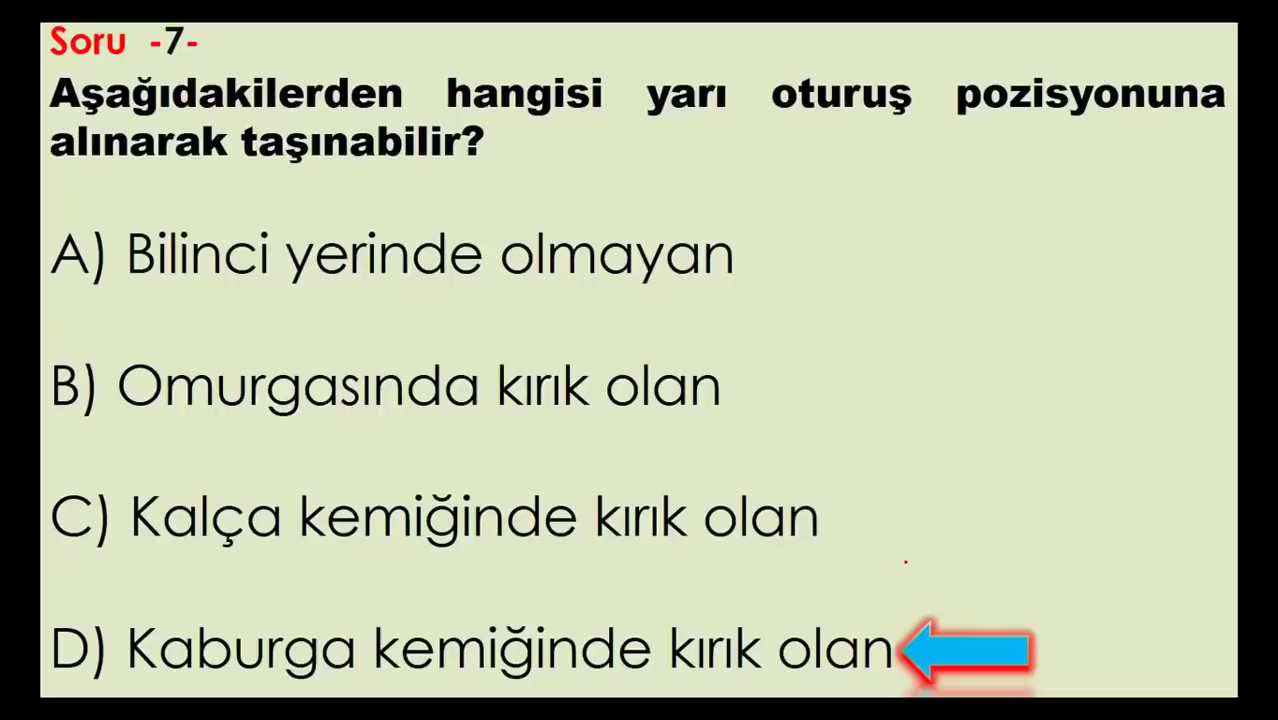 Soru -7-
Aşağıdakilerden hangisi yarı oturuş pozisyonuna
alınarak taşınabilir?
A) Bilinci yerinde olmayan
B) Omurgasında kırık olan
C) Kalça kemiğinde kırık olan
D) Kaburga kemiğinde kırık olan